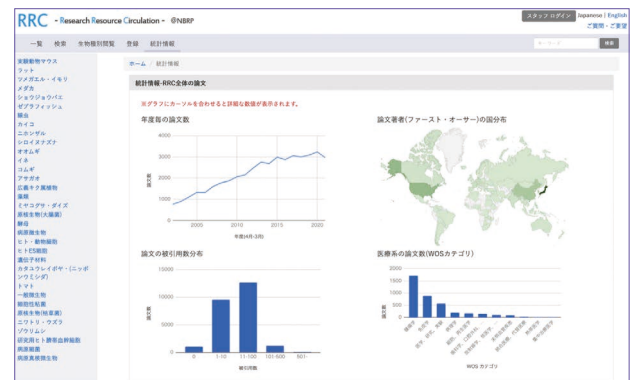 RRC - Research Resource Circulation - @NBRP
スタッフ ログイン Japanese | English
ご質問・ご要望
一覧 検索 生物種別閲覧 登録 統計情報
キーワード 検索
実験動物マウス
ラット
ツメガエル・イモリ
メダカ
ショウジョウバエ
ゼブラフィッシュ
線虫
カイコ
ニホンザル
シロイヌナズナ
オオムギ
イネ
コムギ
アサガオ
広義キク属植物
藻類
ミヤコグサ・ダイズ
原核生物(大腸菌)
酵母
病原微生物
ヒト・動物細胞
ヒトES細胞
遺伝子材料
カタユウレイボヤ・(ニッポ
ンウミシダ)
トマト
一般微生物
細胞性粘菌
原核生物(枯草菌)
ニワトリ・ウズラ
ゾウリムシ
研究用ヒト臍帯血幹細胞
病原細菌
病原真核微生物
ホーム / 統計情報
統計情報-RRC全体の論文
※グラフにカーソルを合わせると詳細な数値が表示されます。
年度毎の論文数
4000
3000
2000
1000
0
論文数
2005 2010 2015 2020
年度(4月-3月)
論文著者(ファースト・オーサー)の国分布
論文の被引用数分布
15000
10000
5000
0
論文数
0 1-10 11-100 101-500 501-
被引用数
医療系の論文数(WOSカテゴリ)
2000
1500
1000
500
0
論文数
WOS カテゴリ